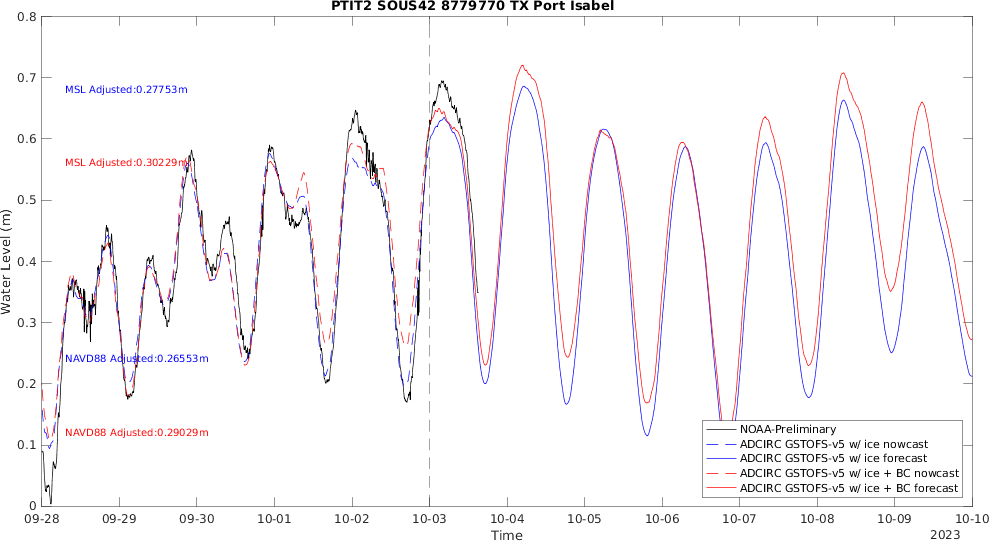 PTIT2 SOUS42 8779770 TX Port Isabel
0.8
0.7
0.6
0.5
0.4
0.3
0.2
0.1
0
Water Level (m)
MSL Adjusted:0.27753m
MSL Adjusted:0.30229m
NAVD88 Adjusted:0.26553m
NAVD88 Adjusted:0.29029m
NOAA-Preliminary
ADCIRC GSTOFS-v5 w/ ice nowcast
ADCIRC GSTOFS-v5 w/ ice forecast
ADCIRC GSTOFS-v5 w/ ice + BC nowcast
ADCIRC GSTOFS-v5 w/ ice + BC forecast
09-28 09-29 09-30 10-01 10-02 10-03 10-04 10-05 10-06 10-07 10-08 10-09 10-10
Time
2023